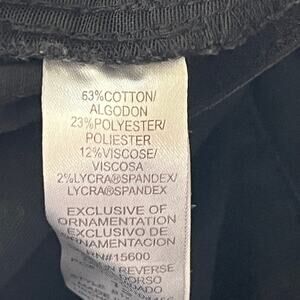 63%COTTON/
ALGODON
23%POLYESTER/
POLIESTER
12%VISCOSE/
VISCOSA
2%LYCRA®SPANDEX/
LYCRA®SPANDEX
EXCLUSIVE OF
ORNAMENTATION
EXCLUSIVO DE
RN#15600
REVERSE